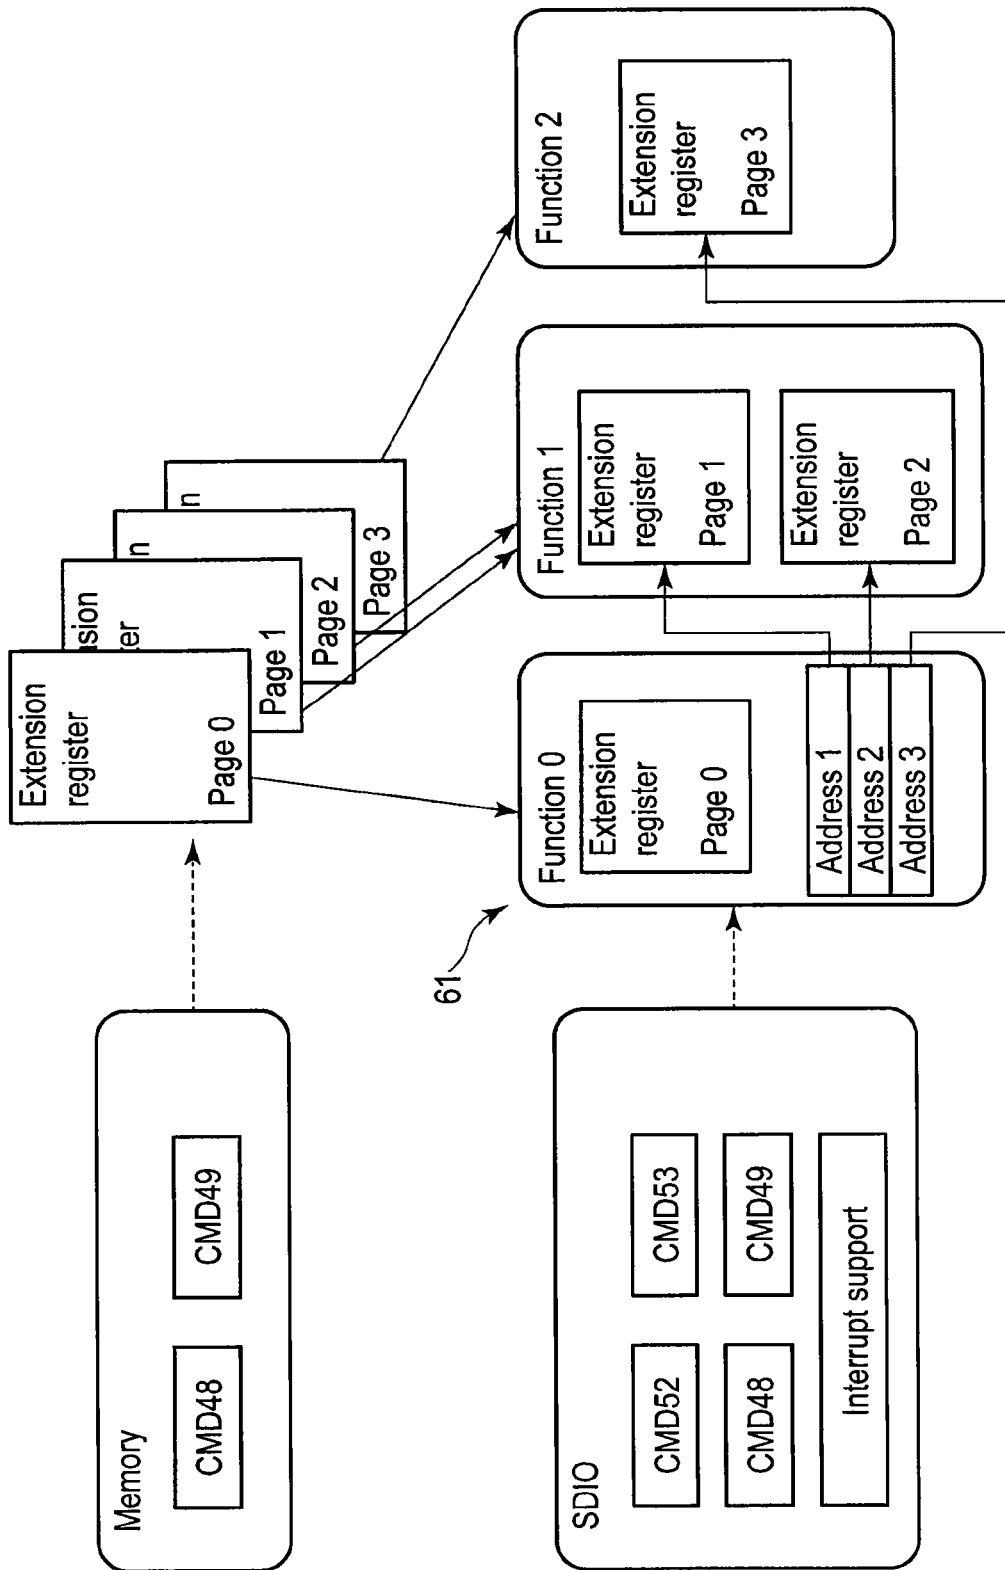 Memory
CMD48
CMD49
Extension
register
Page 0
nsion
ter
Page 1
n
Page 2
n
Page 3
SDIO
CMD52
CMD53
CMD48
CMD49
Interrupt support
61
Function 0
Extension
register
Page 0
Address 1
Address 2
Address 3
Function 1
Extension
register
Page 1
Extension
register
Page 2
Function 2
Extension
register
Page 3